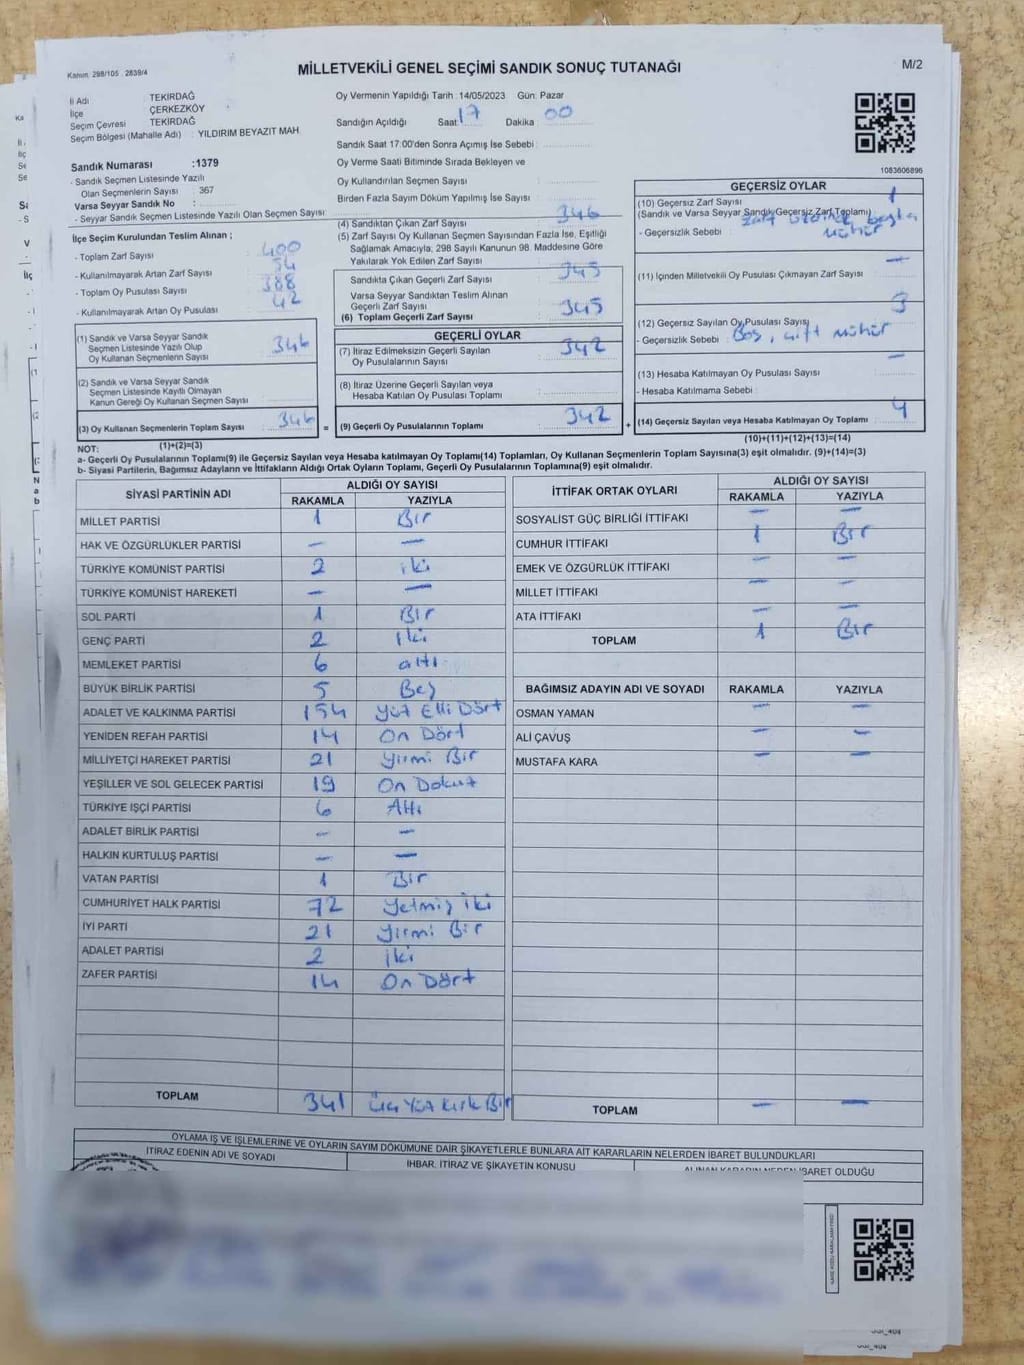 Kanun 298/105 . 2839/4
MİLLETVEKİLİ GENEL SEÇİMİ SANDIK SONUÇ TUTANAĞI
M/2
İl Adı TEKİRDAĞ
İlçe ÇERKEZKÖY
Seçim Çevresi TEKİRDAĞ
Seçim Bölgesi (Mahalle Adı) : YILDIRIM BEYAZIT MAH.
Sandık Numarası :1379
- Sandık Seçmen Listesinde Yazılı
Olan Seçmenlerin Sayısı : 367
Varsa Seyyar Sandık No :
- Seyyar Sandık Seçmen Listesinde Yazılı Olan Seçmen Sayısı:
İlçe Seçim Kurulundan Teslim Alınan ;
- Toplam Zarf Sayısı : 400
- Kullanılmayarak Artan Zarf Sayısı : 54
- Toplam Oy Pusulası Sayısı : 388
- Kullanılmayarak Artan Oy Pusulası : 42
(1) Sandık ve Varsa Seyyar Sandık
Seçmen Listesinde Yazılı Olup
Oy Kullanan Seçmenlerin Sayısı : 346
(2) Sandık ve Varsa Seyyar Sandık
Seçmen Listesinde Kayıtlı Olmayan
Kanun Gereği Oy Kullanan Seçmen Sayısı :
(3) Oy Kullanan Seçmenlerin Toplam Sayısı : 346
(1)+(2)=(3)
Oy Vermenin Yapıldığı Tarih : 14/05/2023 Gün: Pazar
Sandığın Açıldığı Saat: 17 Dakika : 00
Sandık Saat 17:00'den Sonra Açımış İse Sebebi :
Oy Verme Saati Bitiminde Sırada Bekleyen ve
Oy Kullandırılan Seçmen Sayısı :
Birden Fazla Sayım Döküm Yapılmış İse Sayısı :
(4) Sandıktan Çıkan Zarf Sayısı : 346
(5) Zarf Sayısı Oy Kullanan Seçmen Sayısından Fazla İse, Eşitliği
Sağlamak Amacıyla, 298 Sayılı Kanunun 98. Maddesine Göre
Yakılarak Yok Edilen Zarf Sayısı :
Sandıkta Çıkan Geçerli Zarf Sayısı : 345
Varsa Seyyar Sandıktan Teslim Alınan
Geçerli Zarf Sayısı :
(6) Toplam Geçerli Zarf Sayısı : 345
GEÇERLİ OYLAR
(7) İtiraz Edilmeksizin Geçerli Sayılan
Oy Pusulalarının Sayısı : 342
(8) İtiraz Üzerine Geçerli Sayılan veya
Hesaba Katılan Oy Pusulası Toplamı :
= (9) Geçerli Oy Pusulalarının Toplamı : 342 +
1083606896
GEÇERSİZ OYLAR
(10) Geçersiz Zarf Sayısı 1
(Sandık ve Varsa Seyyar Sandık Geçersiz Zarf Toplamı)
- Geçersizlik Sebebi : Zarf üzerinde başka
mühür
(11) İçinden Milletvekili Oy Pusulası Çıkmayan Zarf Sayısı —
(12) Geçersiz Sayılan Oy Pusulası Sayısı 3
- Geçersizlik Sebebi : Boş, çift mühür
(13) Hesaba Katılmayan Oy Pusulası Sayısı : —
- Hesaba Katılmama Sebebi :
(14) Geçersiz Sayılan veya Hesaba Katılmayan Oy Toplamı : 4
(10)+(11)+(12)+(13)=(14)
NOT:
a- Geçerli Oy Pusulaları Toplamı(9) ile Geçersiz Sayılan veya Hesaba Katılmayan Oy Toplamı(14) Toplamları, Oy Kullanan Seçmenlerin Toplam Sayısına(3) eşit olmalıdır. (9)+(14)=(3)
b- Siyasi Partilerin, Bağımsız Adayların ve İttifakların Aldığı Ortak Oyların Toplamı, Geçerli Oy Pusulalarının Toplamına(9) eşit olmalıdır.
SİYASİ PARTİNİN ADI ALDIĞI OY SAYISI
RAKAMLA YAZIYLA
MİLLET PARTİSİ 1 Bir
HAK VE ÖZGÜRLÜKLER PARTİSİ — —
TÜRKİYE KOMÜNİST PARTİSİ 2 iki
TÜRKİYE KOMÜNİST HAREKETİ — —
SOL PARTİ 1 Bir
GENÇ PARTİ 2 iki
MEMLEKET PARTİSİ 6 altı
BÜYÜK BİRLİK PARTİSİ 5 Beş
ADALET VE KALKINMA PARTİSİ 154 Yüz Elli Dört
YENİDEN REFAH PARTİSİ 14 On Dört
MİLLİYETÇİ HAREKET PARTİSİ 21 Yirmi Bir
YEŞİLLER VE SOL GELECEK PARTİSİ 19 On Dokuz
TÜRKİYE İŞÇİ PARTİSİ 6 Altı
ADALET BİRLİK PARTİSİ — —
HALKIN KURTULUŞ PARTİSİ — —
VATAN PARTİSİ 1 Bir
CUMHURİYET HALK PARTİSİ 72 Yetmiş iki
İYİ PARTİ 21 Yirmi Bir
ADALET PARTİSİ 2 iki
ZAFER PARTİSİ 14 On Dört
TOPLAM 341 Üç Yüz Kırk Bir
İTTİFAK ORTAK OYLARI ALDIĞI OY SAYISI
RAKAMLA YAZIYLA
SOSYALİST GÜÇ BİRLİĞİ İTTİFAKI — —
CUMHUR İTTİFAKI 1 Bir
EMEK VE ÖZGÜRLÜK İTTİFAKI — —
MİLLET İTTİFAKI — —
ATA İTTİFAKI — —
TOPLAM 1 Bir
BAĞIMSIZ ADAYIN ADI VE SOYADI RAKAMLA YAZIYLA
OSMAN YAMAN — —
ALİ ÇAVUŞ — —
MUSTAFA KARA — —
TOPLAM — —
OYLAMA İŞ VE İŞLEMLERİNE VE OYLARIN SAYIM DÖKÜMÜNE DAİR ŞİKAYETLERLE BUNLARA AİT KARARLARIN NELERDEN İBARET BULUNDUKLARI
İTİRAZ EDENİN ADI VE SOYADI İHBAR, İTİRAZ VE ŞİKAYETİN KONUSU ALINAN KARARIN NEDEN İBARET OLDUĞU